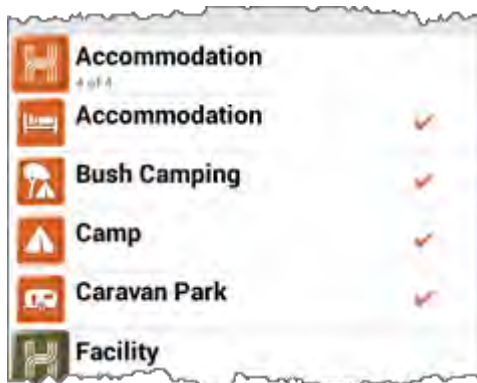 Accommodation
4 of 4
Accommodation
Bush Camping
Camp
Caravan Park
Facility